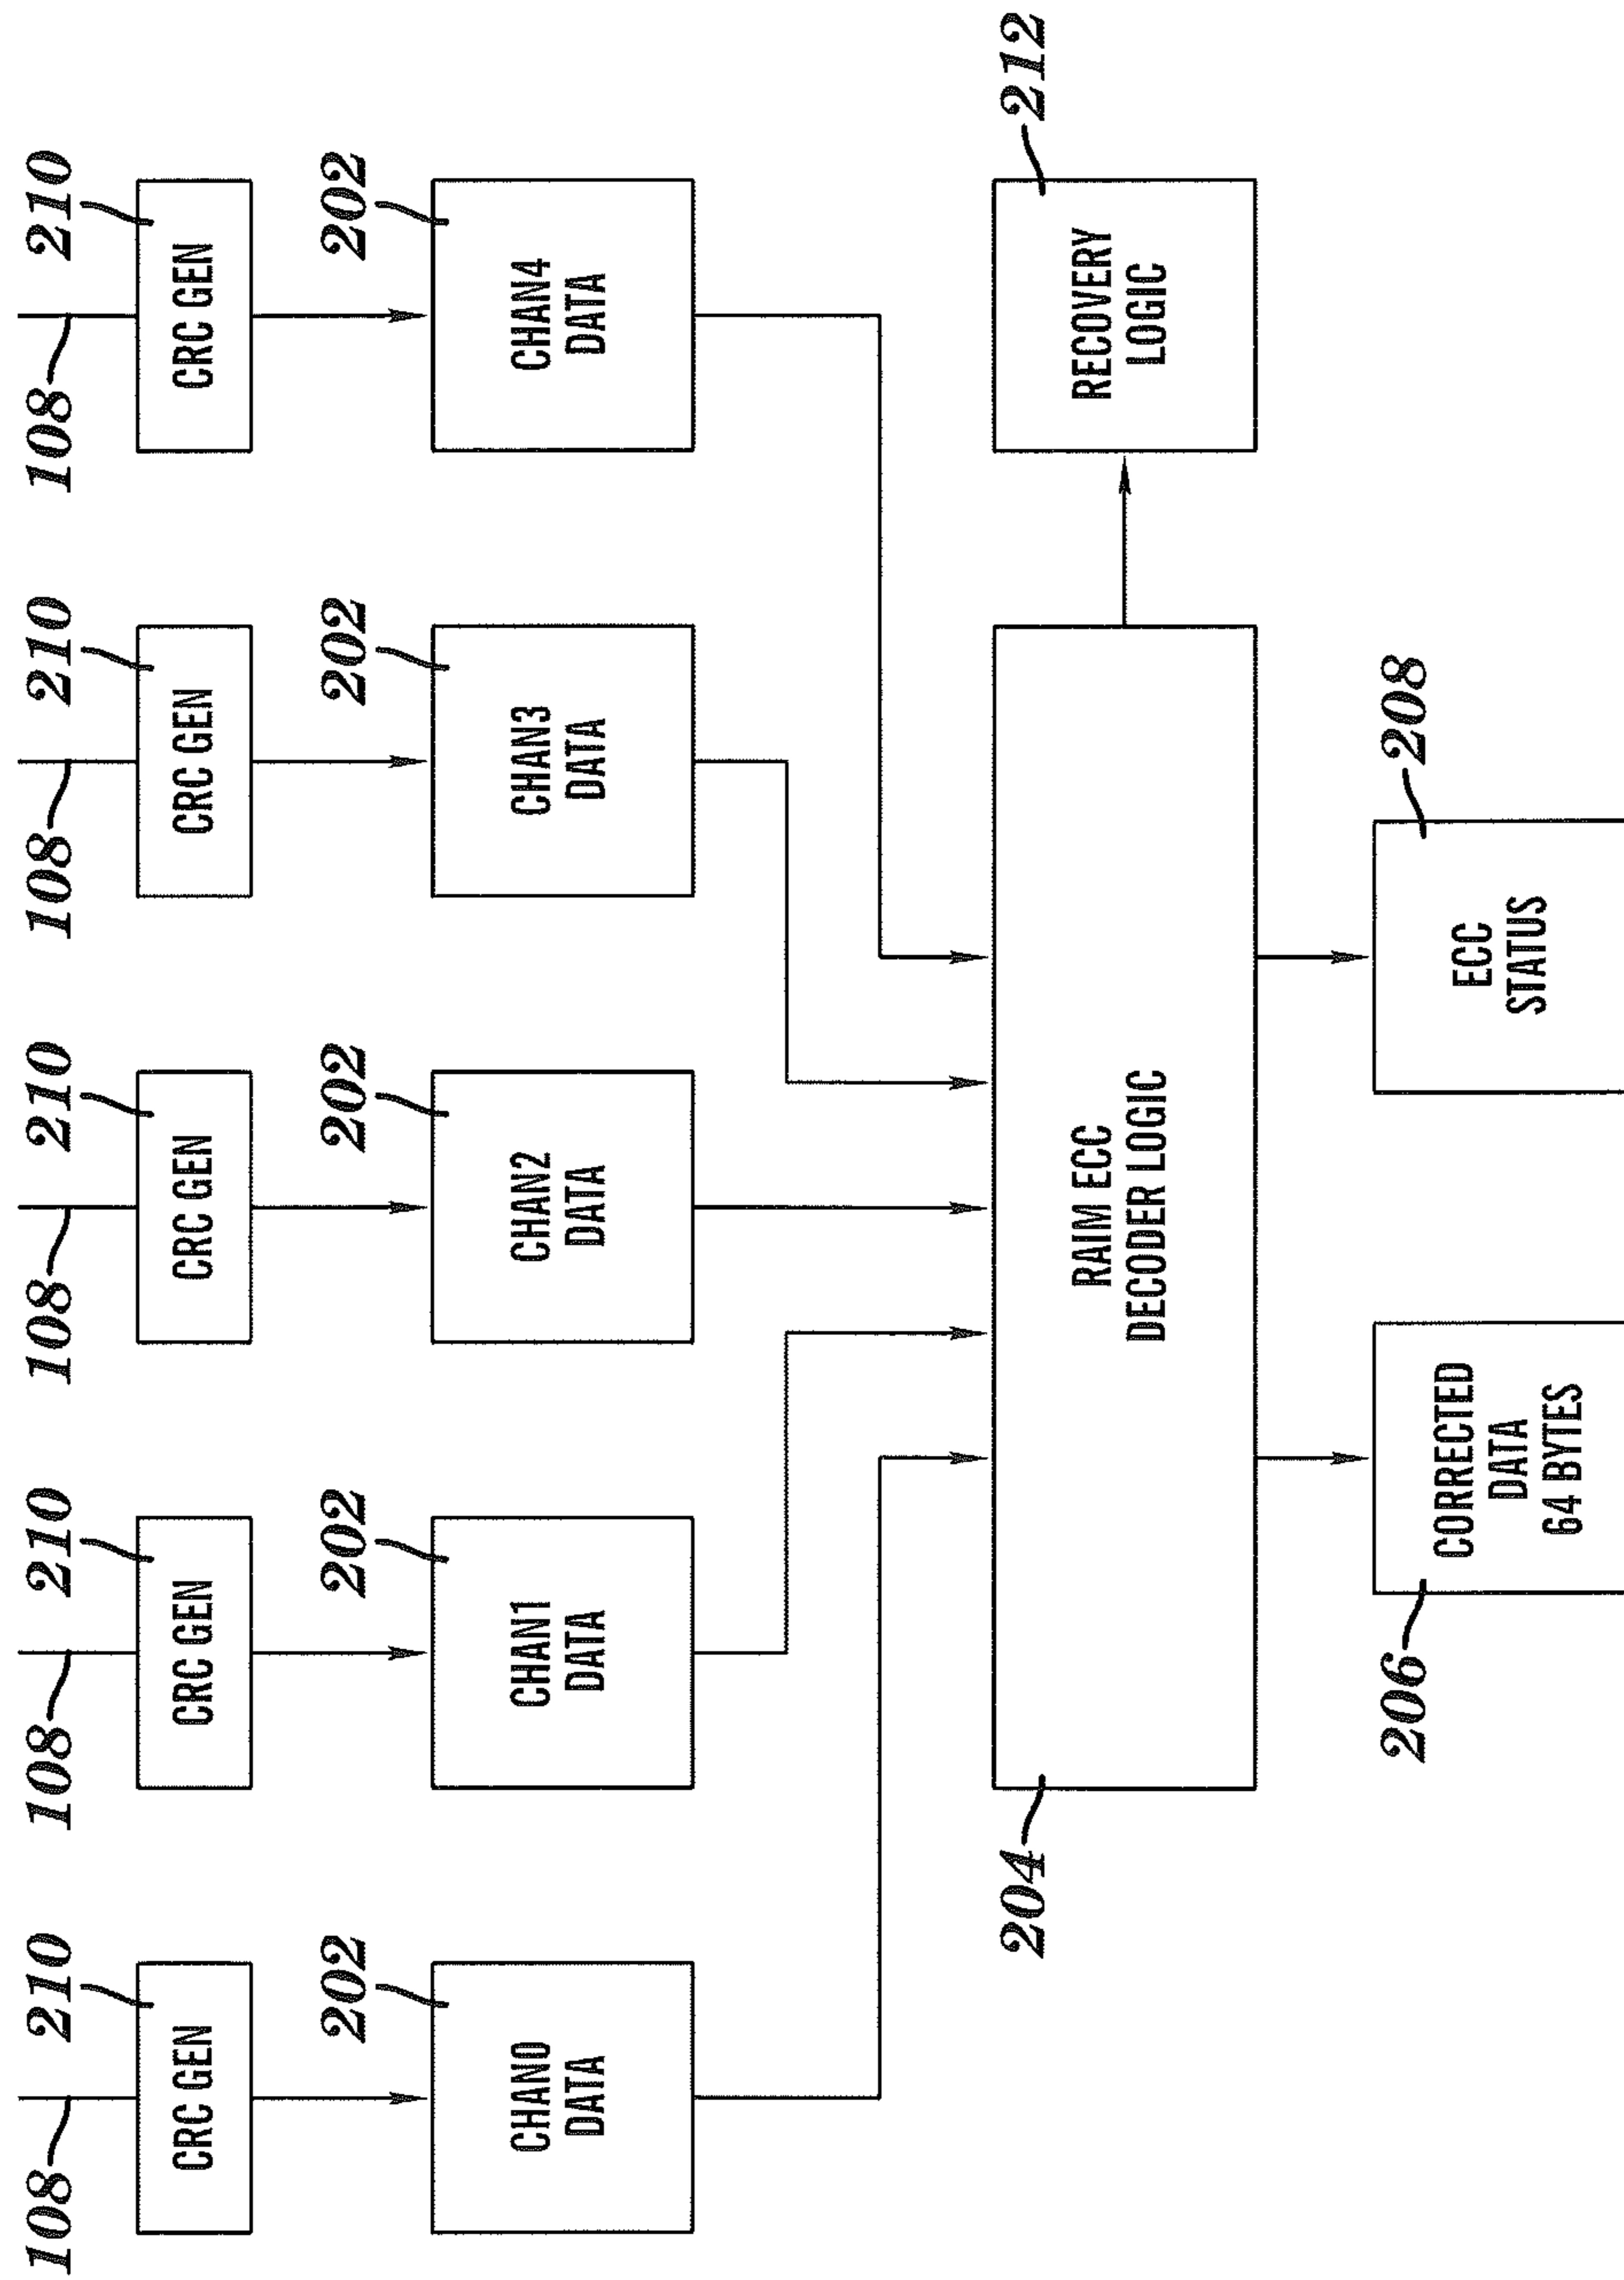 108
210
108
210
108
210
108
210
108
210
CRC GEN
CRC GEN
CRC GEN
CRC GEN
CRC GEN
202
202
202
202
202
CHAN0
DATA
CHAN1
DATA
CHAN2
DATA
CHAN3
DATA
CHAN4
DATA
204
212
RAIM ECC
DECODER LOGIC
RECOVERY
LOGIC
206
208
CORRECTED
DATA
64 BYTES
ECC
STATUS